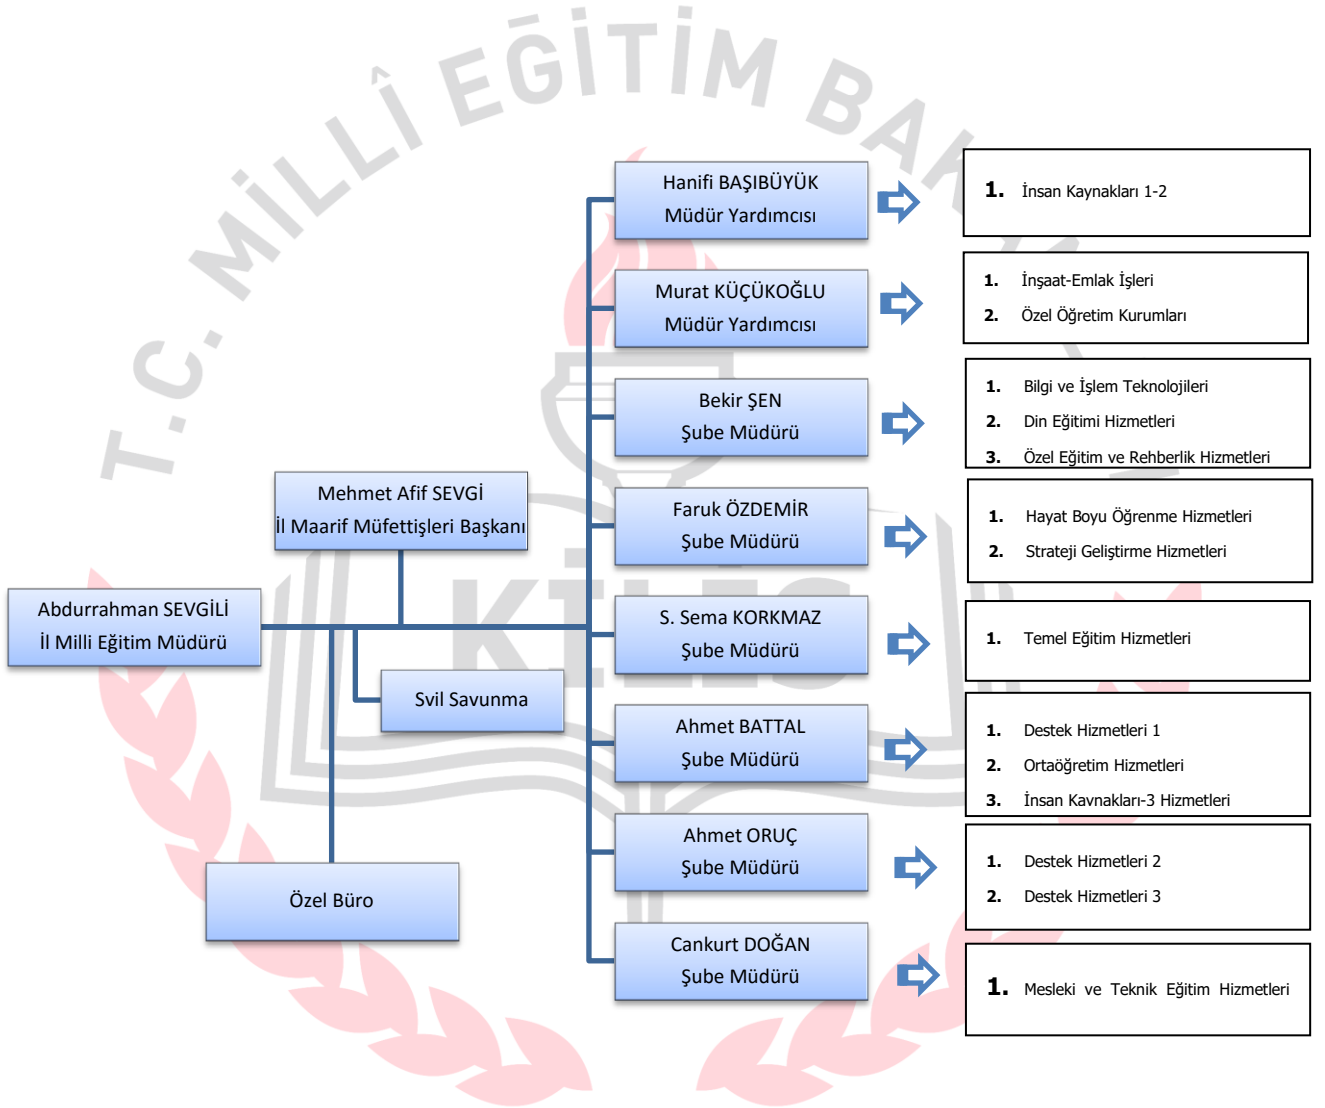 T.C. MİLLÎ EĞİTİM BAK
KİLİS
Hanifi BAŞIBÜYÜK
Müdür Yardımcısı
1. İnsan Kaynakları 1-2
Murat KÜÇÜKOĞLU
Müdür Yardımcısı
1. İnşaat-Emlak İşleri
2. Özel Öğretim Kurumları
Bekir ŞEN
Şube Müdürü
1. Bilgi ve İşlem Teknolojileri
2. Din Eğitimi Hizmetleri
3. Özel Eğitim ve Rehberlik Hizmetleri
Mehmet Afif SEVGİ
İl Maarif Müfettişleri Başkanı
Faruk ÖZDEMİR
Şube Müdürü
1. Hayat Boyu Öğrenme Hizmetleri
2. Strateji Geliştirme Hizmetleri
Abdurrahman SEVGİLİ
İl Milli Eğitim Müdürü
S. Sema KORKMAZ
Şube Müdürü
1. Temel Eğitim Hizmetleri
Svil Savunma
Ahmet BATTAL
Şube Müdürü
1. Destek Hizmetleri 1
2. Ortaöğretim Hizmetleri
3. İnsan Kaynakları-3 Hizmetleri
Özel Büro
Ahmet ORUÇ
Şube Müdürü
1. Destek Hizmetleri 2
2. Destek Hizmetleri 3
Cankurt DOĞAN
Şube Müdürü
1. Mesleki ve Teknik Eğitim Hizmetleri